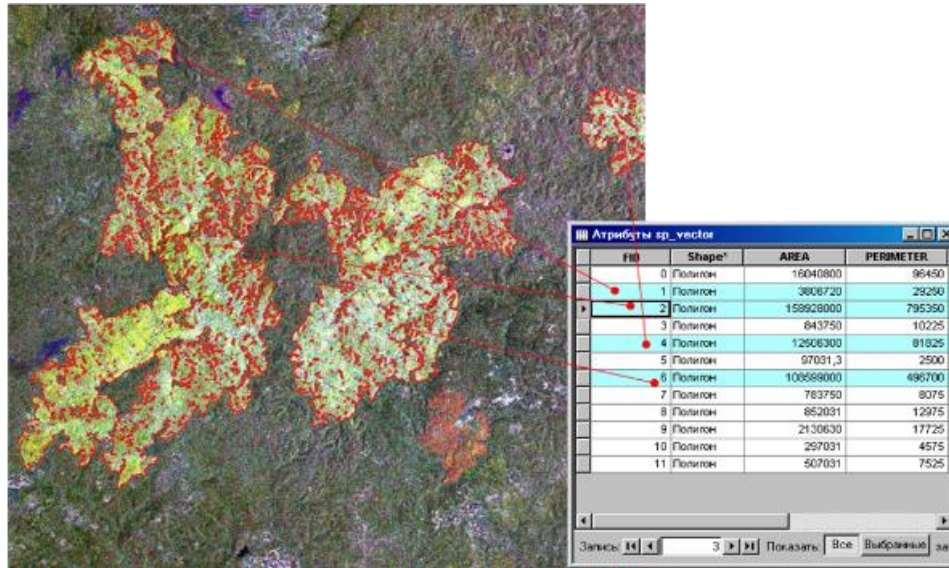 Атрибуты sp_vector
FID Shape* AREA PERIMETER
0 Полигон 16040800 96450
1 Полигон 3806720 29250
2 Полигон 158928000 795350
3 Полигон 843750 10225
4 Полигон 12506300 81825
5 Полигон 97031,3 2500
6 Полигон 108599000 496700
7 Полигон 783750 8075
8 Полигон 852031 12975
9 Полигон 2130630 17725
10 Полигон 297031 4575
11 Полигон 507031 7525
Запись: 3 Показать: Все Выбранные за